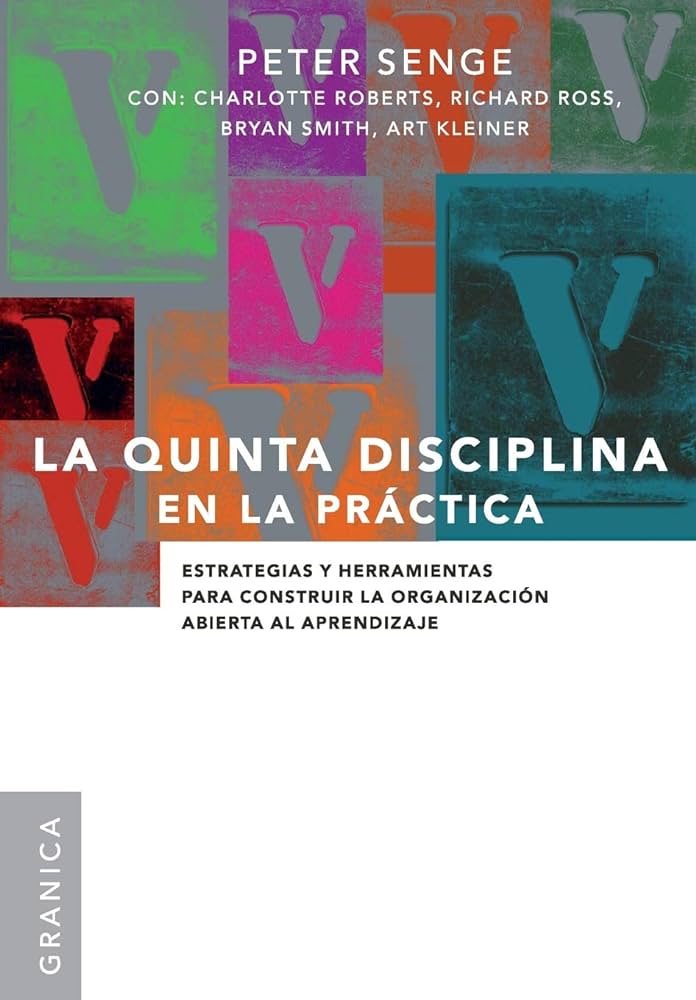 PETER SENGE
CON: CHARLOTTE ROBERTS, RICHARD ROSS,
BRYAN SMITH, ART KLEINER
LA QUINTA DISCIPLINA
EN LA PRÁCTICA
ESTRATEGIAS Y HERRAMIENTAS
PARA CONSTRUIR LA ORGANIZACIÓN
ABIERTA AL APRENDIZAJE
GRANICA